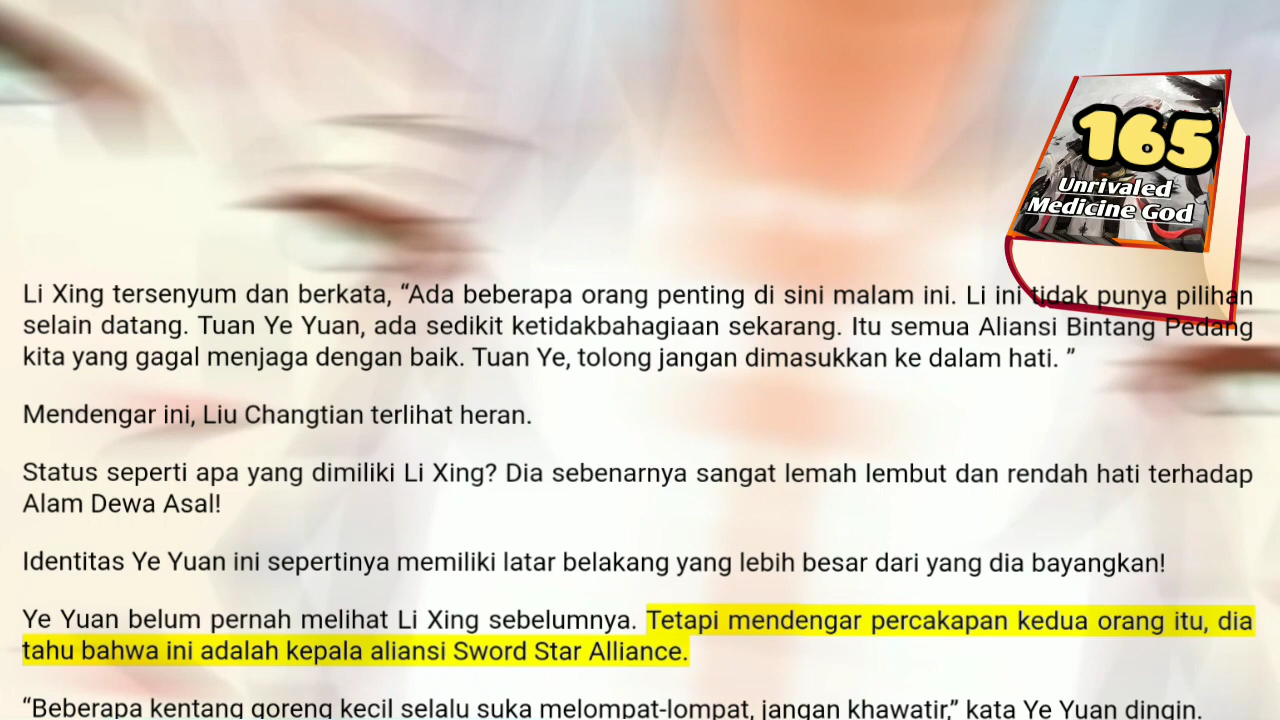 165
Unrivaled
Medicine God
Li Xing tersenyum dan berkata, “Ada beberapa orang penting di sini malam ini. Li ini tidak punya pilihan
selain datang. Tuan Ye Yuan, ada sedikit ketidakbahagiaan sekarang. Itu semua Aliansi Bintang Pedang
kita yang gagal menjaga dengan baik. Tuan Ye, tolong jangan dimasukkan ke dalam hati. ”
Mendengar ini, Liu Changtian terlihat heran.
Status seperti apa yang dimiliki Li Xing? Dia sebenarnya sangat lemah lembut dan rendah hati terhadap
Alam Dewa Asal!
Identitas Ye Yuan ini sepertinya memiliki latar belakang yang lebih besar dari yang dia bayangkan!
Ye Yuan belum pernah melihat Li Xing sebelumnya. Tetapi mendengar percakapan kedua orang itu, dia
tahu bahwa ini adalah kepala aliansi Sword Star Alliance.
“Beberapa kentang goreng kecil selalu suka melompat-lompat, jangan khawatir,” kata Ye Yuan dingin.